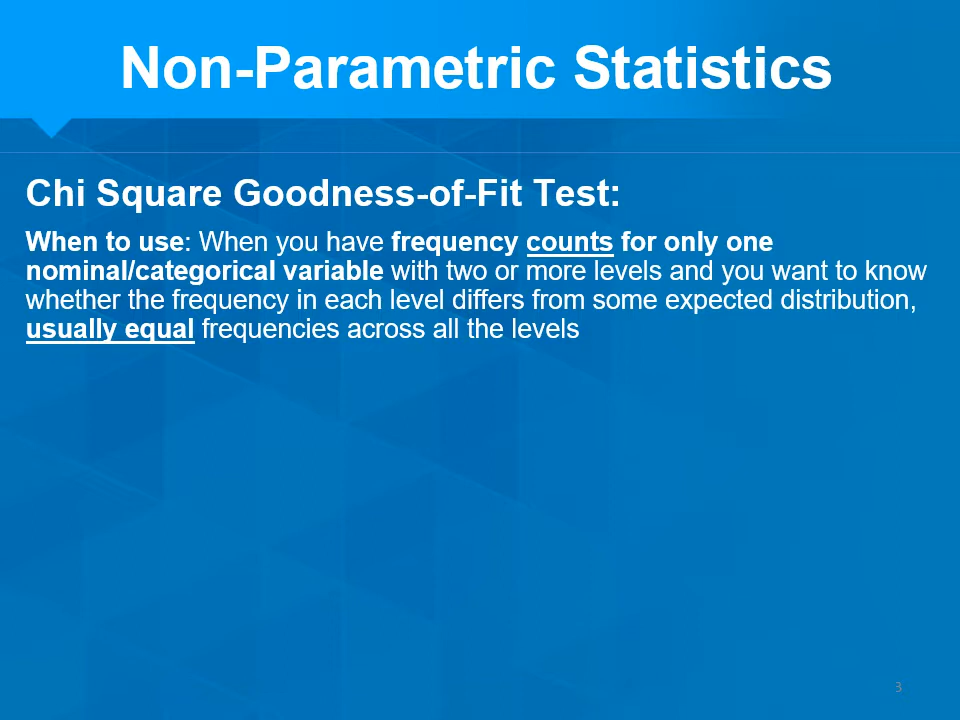 Non-Parametric Statistics
Chi Square Goodness-of-Fit Test:
When to use: When you have frequency counts for only one
nominal/categorical variable with two or more levels and you want to know
whether the frequency in each level differs from some expected distribution,
usually equal frequencies across all the levels
3